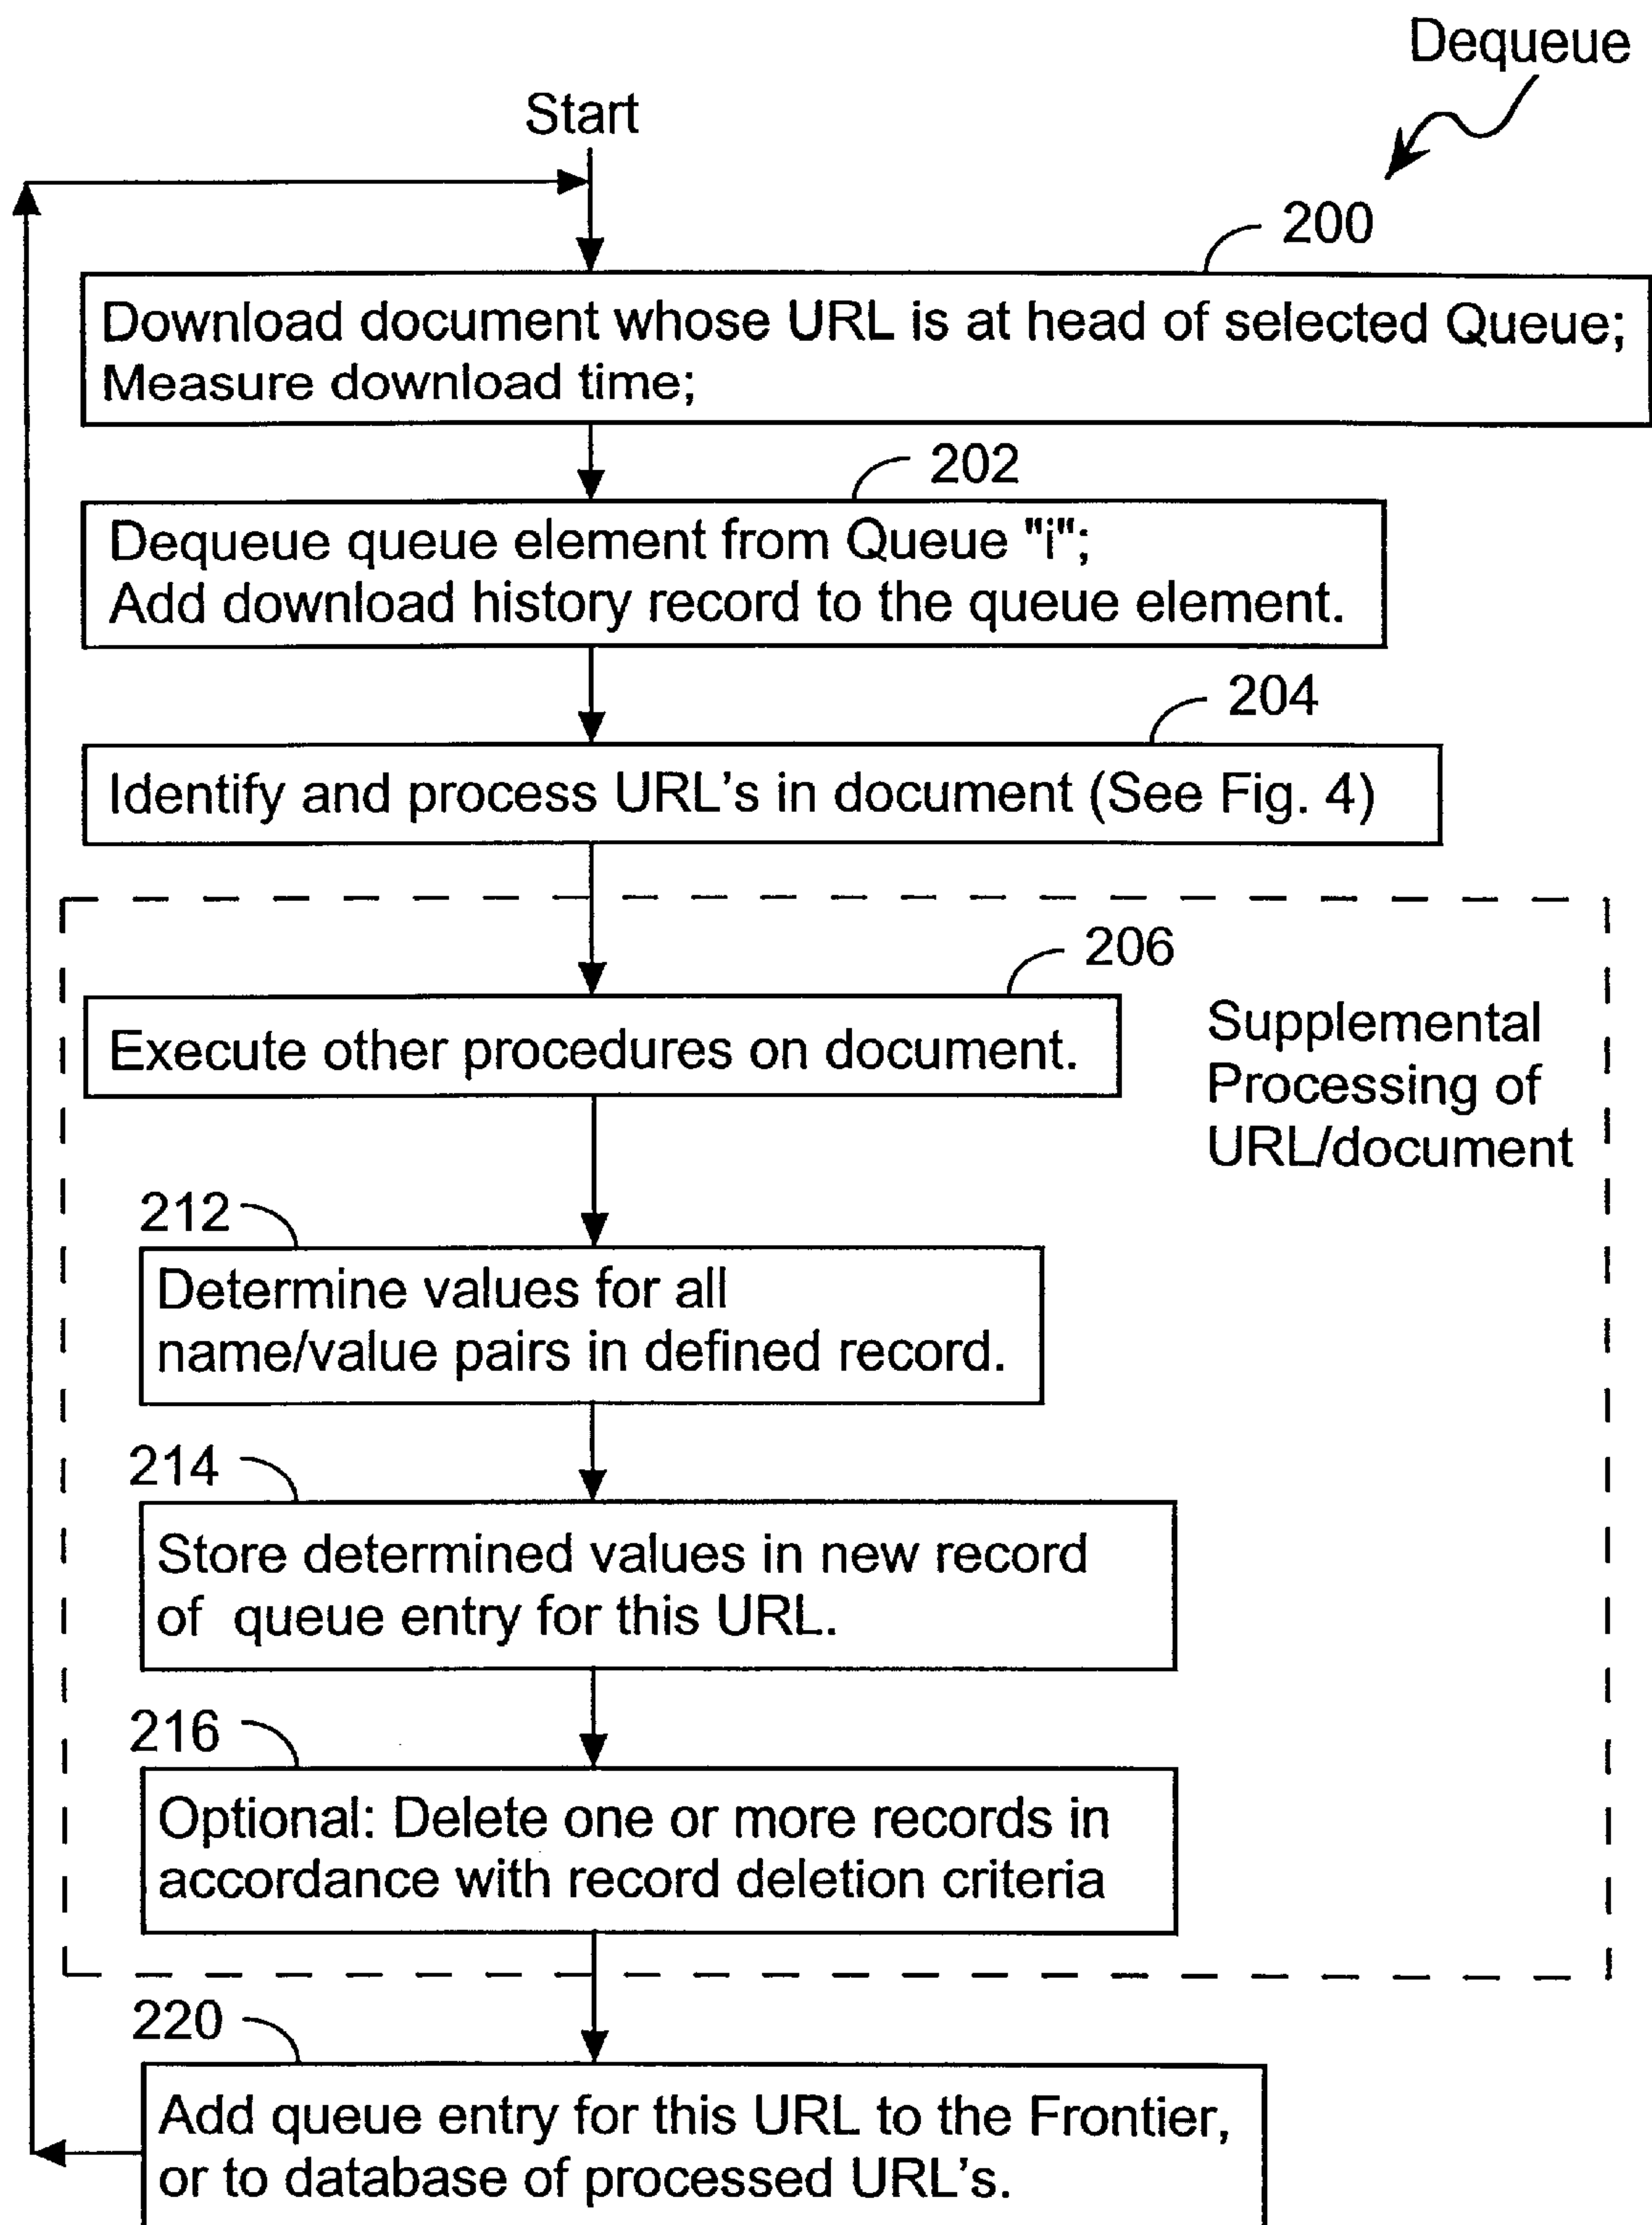 Dequeue
Start
200
Download document whose URL is at head of selected Queue;
Measure download time;
202
Dequeue queue element from Queue "i";
Add download history record to the queue element.
204
Identify and process URL's in document (See Fig. 4)
206
Execute other procedures on document.
Supplemental
Processing of
URL/document
212
Determine values for all
name/value pairs in defined record.
214
Store determined values in new record
of queue entry for this URL.
216
Optional: Delete one or more records in
accordance with record deletion criteria
220
Add queue entry for this URL to the Frontier,
or to database of processed URL's.